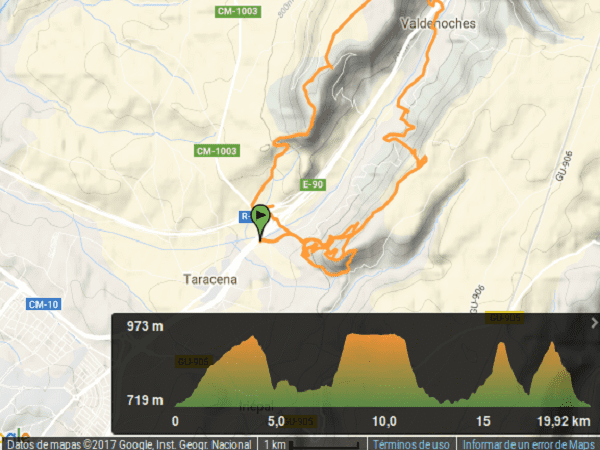 CM-1003
Valdenoches
CM-1003
GU-906
E-90
R-
Taracena
GU-906
CM-10
973 m
GU-905
719 m
Iriépal
0
5,0
10,0
15
19,92 km
Datos de mapas ©2017 Google, Inst. Geogr. Nacional
1 km
Términos de uso
Informar de un error de Maps